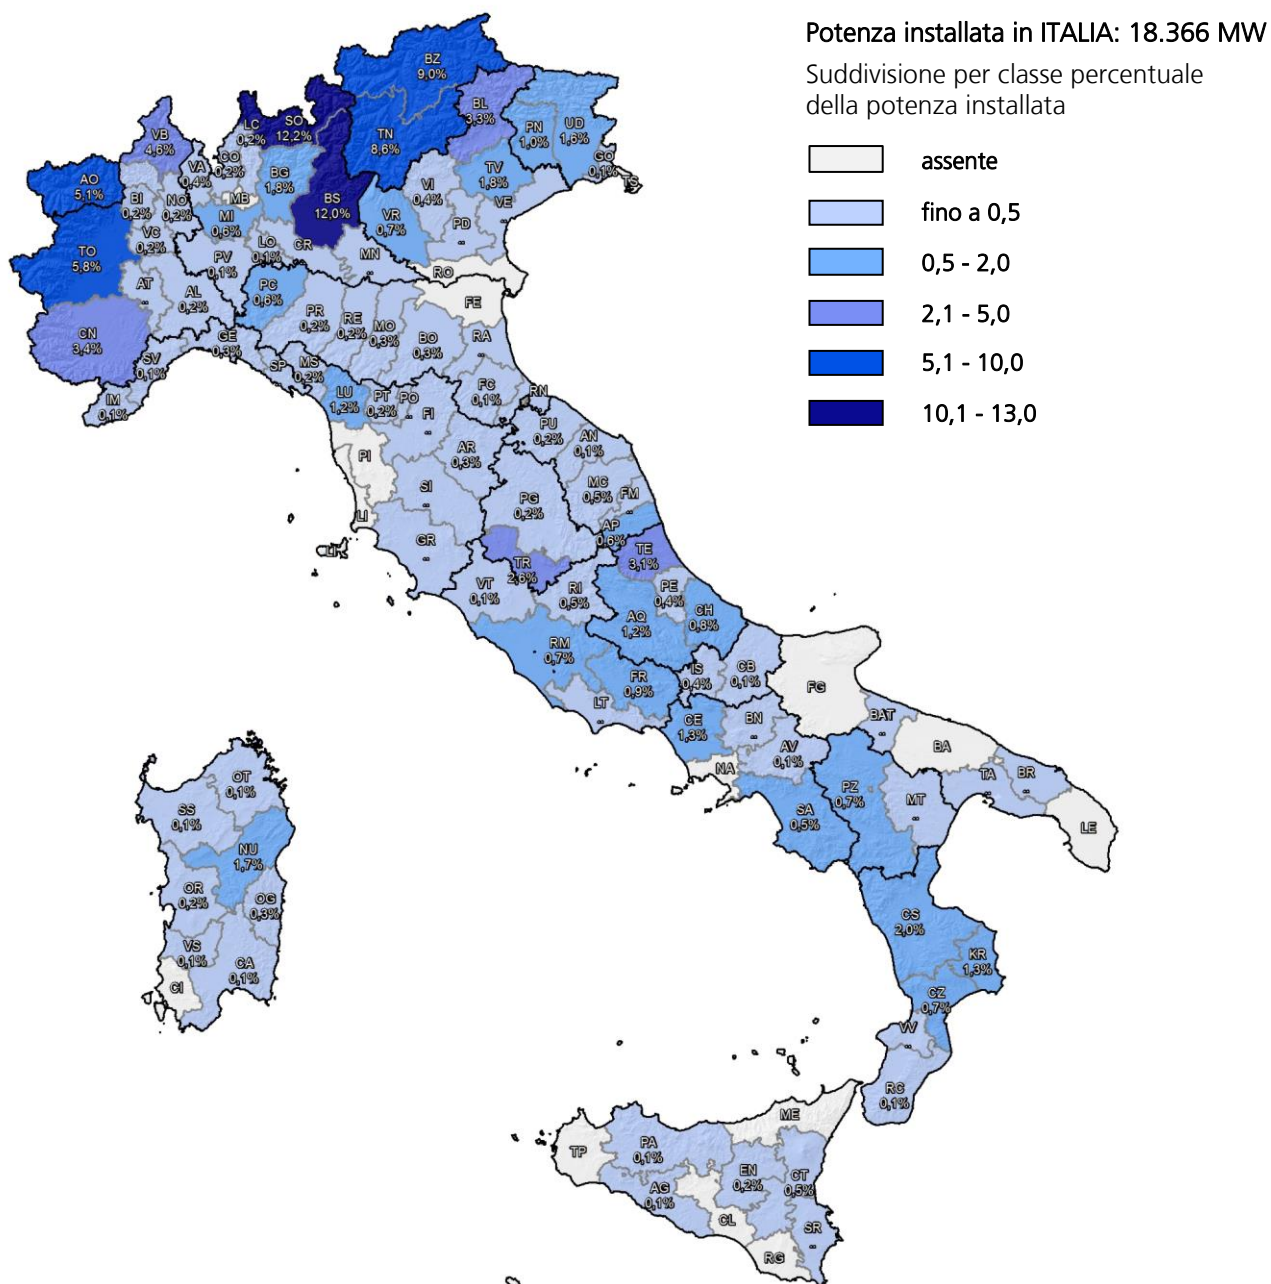 Potenza installata in ITALIA: 18.366 MW
Suddivisione per classe percentuale
della potenza installata
assente
fino a 0,5
0,5 - 2,0
2,1 - 5,0
5,1 - 10,0
10,1 - 13,0
BZ
9,0%
BL
3,3%
LC
0,2%
SO
12,2%
TN
8,6%
PN
1,0%
UD
1,6%
GO
0,1%
TS
VB
4,6%
VA
0,4%
CO
0,2%
BG
1,8%
TV
1,8%
AO
5,1%
BI
0,2%
NO
0,2%
MB
MI
0,6%
BS
12,0%
VR
0,7%
VI
0,4%
VE
..
PD
..
TO
5,8%
VC
0,2%
PV
0,1%
LO
0,1%
CR
..
MN
..
RO
AT
..
AL
0,2%
PC
0,6%
FE
CN
3,4%
GE
0,3%
PR
0,2%
RE
0,2%
MO
0,3%
BO
0,3%
RA
..
SV
0,1%
SP
..
MS
0,2%
IM
0,1%
LU
1,2%
PT
0,2%
PO
..
FI
..
FC
0,1%
RN
PU
0,2%
AN
0,1%
PI
AR
0,3%
SI
..
MC
0,5%
FM
..
PG
0,2%
LI
LI
GR
..
AP
0,6%
TE
3,1%
TR
2,6%
VT
0,1%
RI
0,5%
PE
0,4%
CH
0,8%
AQ
1,2%
RM
0,7%
FR
0,9%
IS
0,4%
CB
0,1%
FG
LT
..
CE
1,3%
BN
..
AV
0,1%
BAT
..
BA
NA
SA
0,5%
PZ
0,7%
MT
..
TA
..
BR
..
LE
OT
0,1%
SS
0,1%
NU
1,7%
OR
0,2%
OG
0,3%
VS
0,1%
CA
0,1%
CI
CS
2,0%
KR
1,3%
CZ
0,7%
VV
..
RC
0,1%
ME
TP
PA
0,1%
EN
0,2%
CT
0,5%
AG
0,1%
CL
SR
..
RG